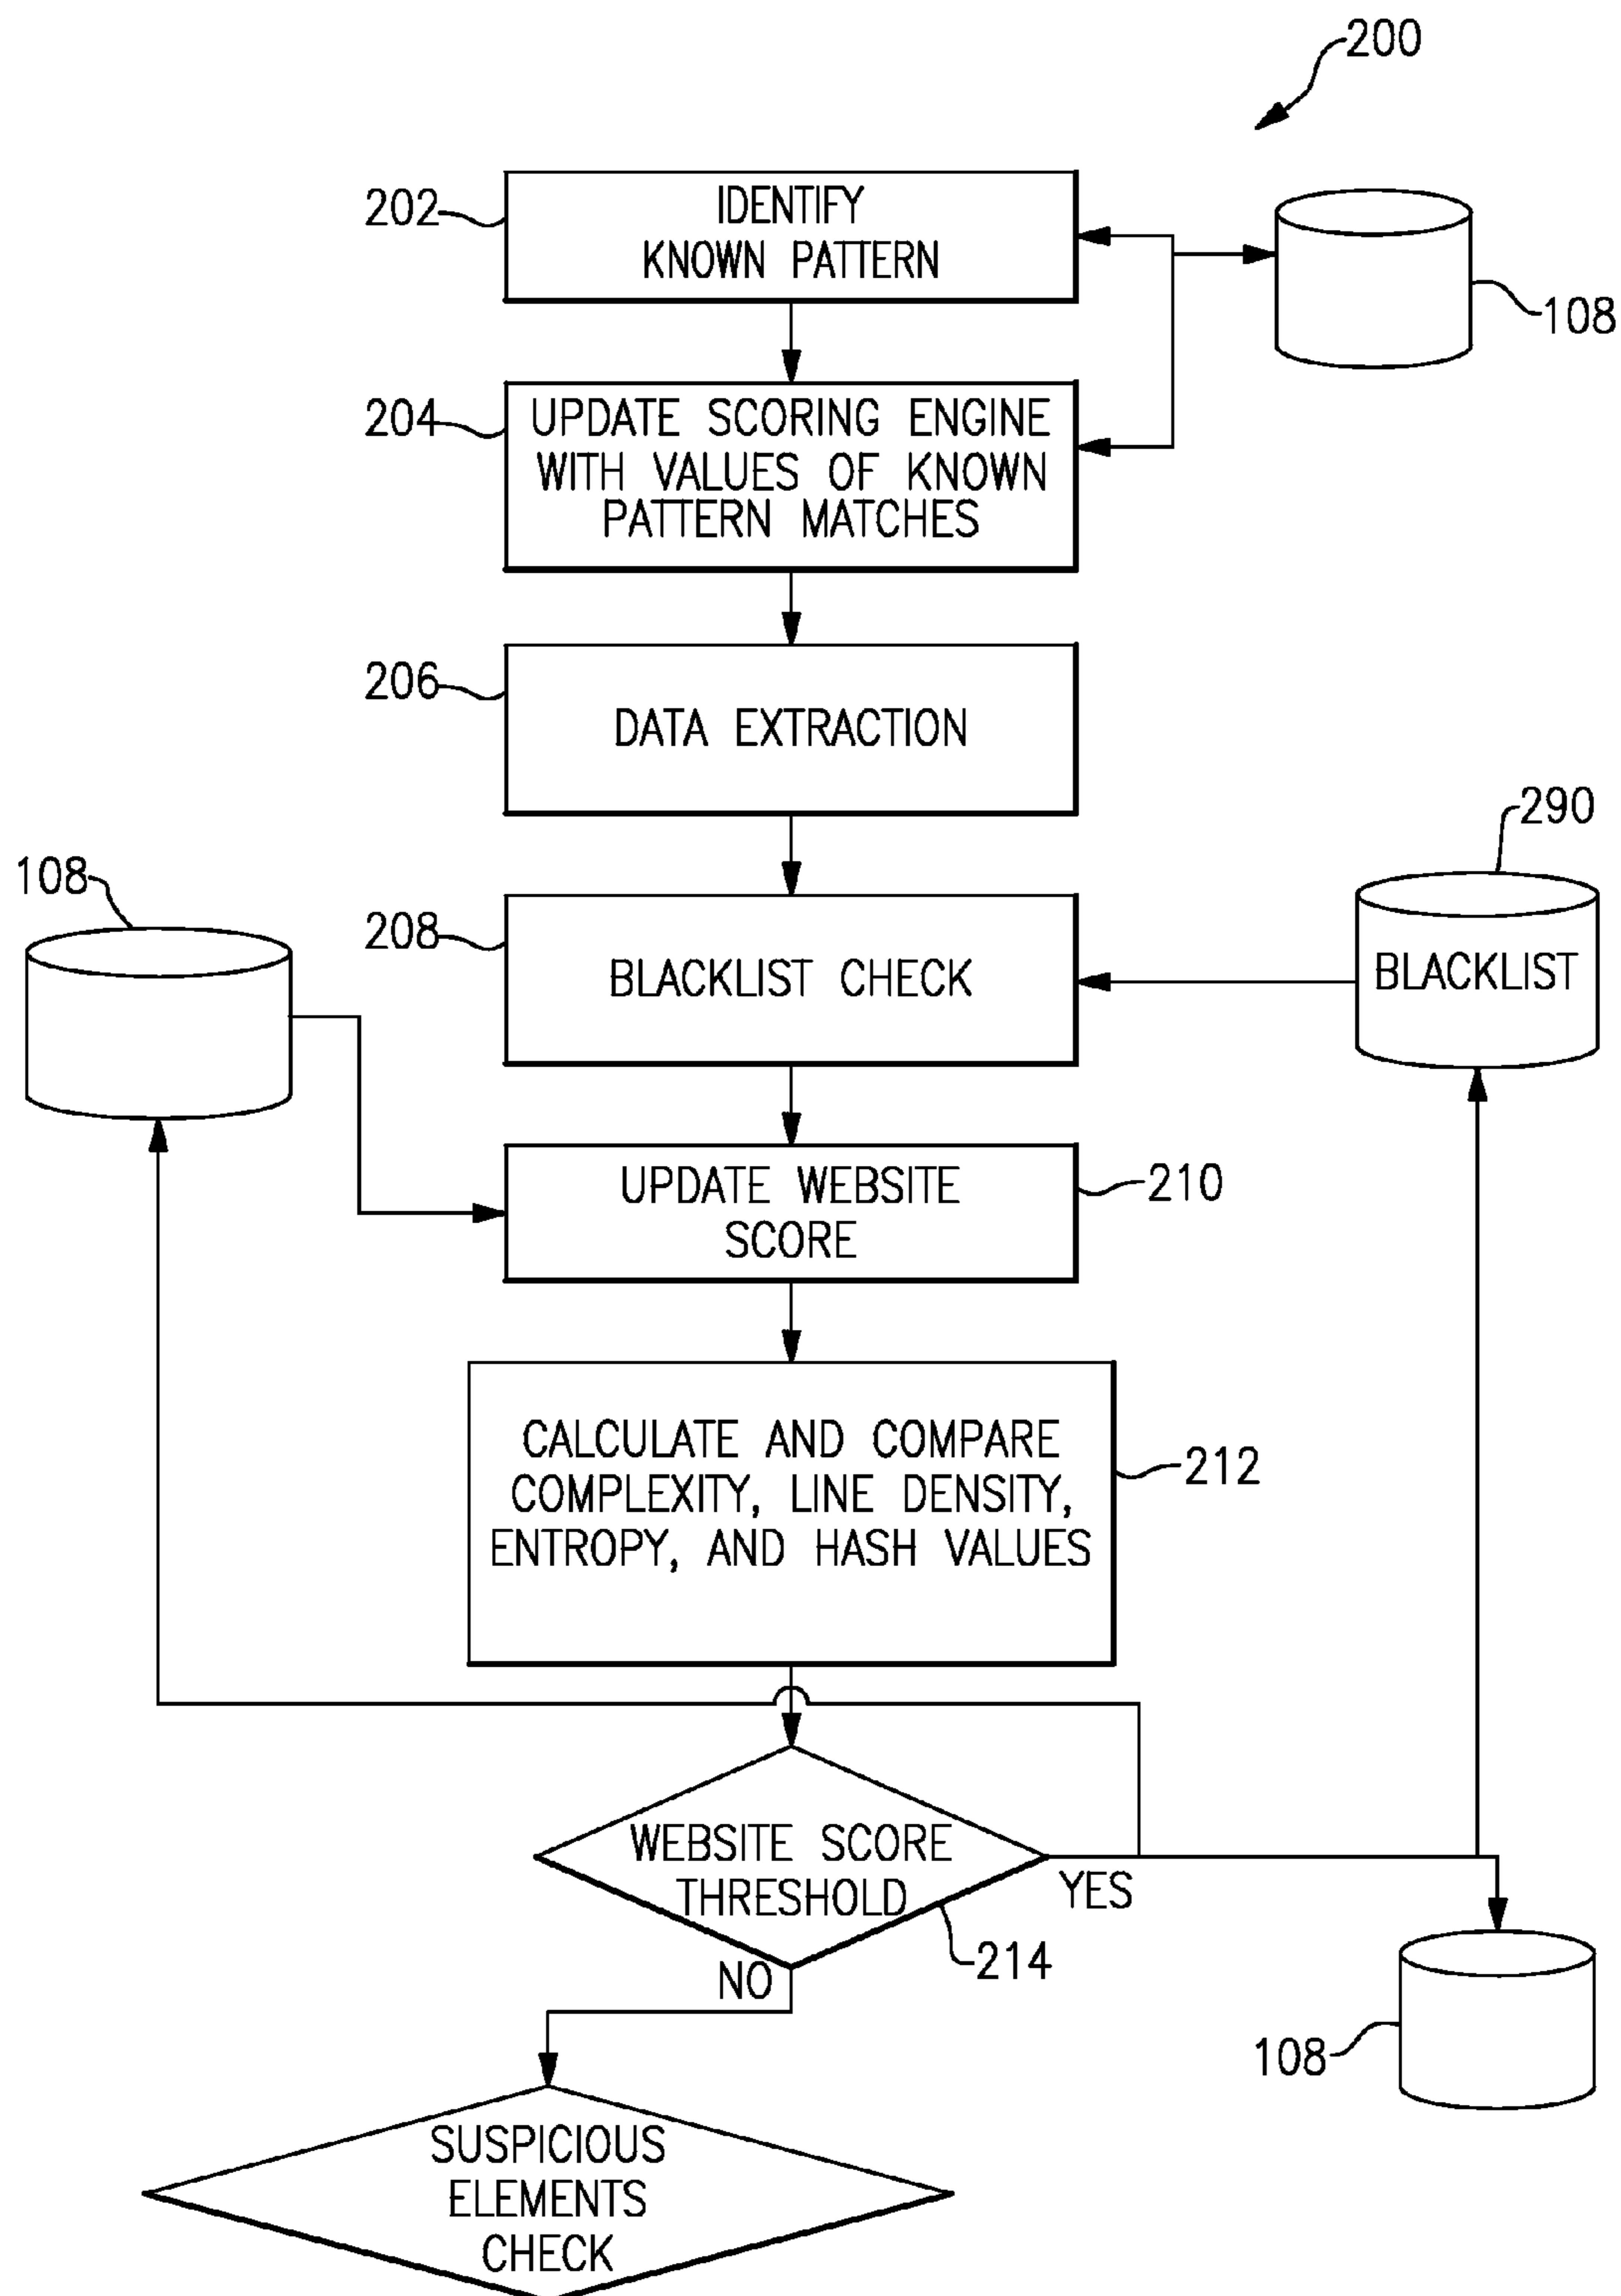 200
202
IDENTIFY
KNOWN PATTERN
108
204
UPDATE SCORING ENGINE
WITH VALUES OF KNOWN
PATTERN MATCHES
206
DATA EXTRACTION
290
108
208
BLACKLIST CHECK
BLACKLIST
UPDATE WEBSITE
SCORE
210
CALCULATE AND COMPARE
COMPLEXITY, LINE DENSITY,
ENTROPY, AND HASH VALUES
212
WEBSITE SCORE
THRESHOLD
YES
214
NO
108
SUSPICIOUS
ELEMENTS
CHECK